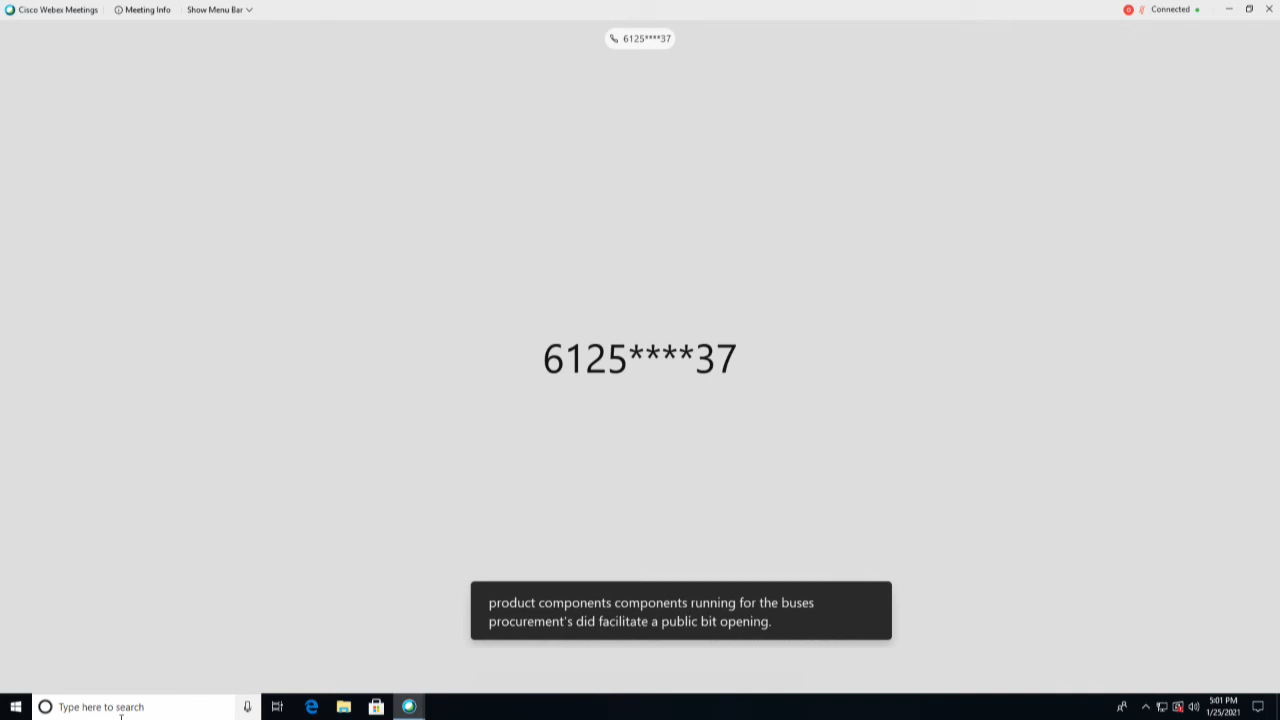 Cisco Webex Meetings
Meeting Info
Show Menu Bar
Connected
6125****37
6125****37
product components components running for the buses
procurement's did facilitate a public bit opening.
Type here to search
5:01 PM
1/25/2021